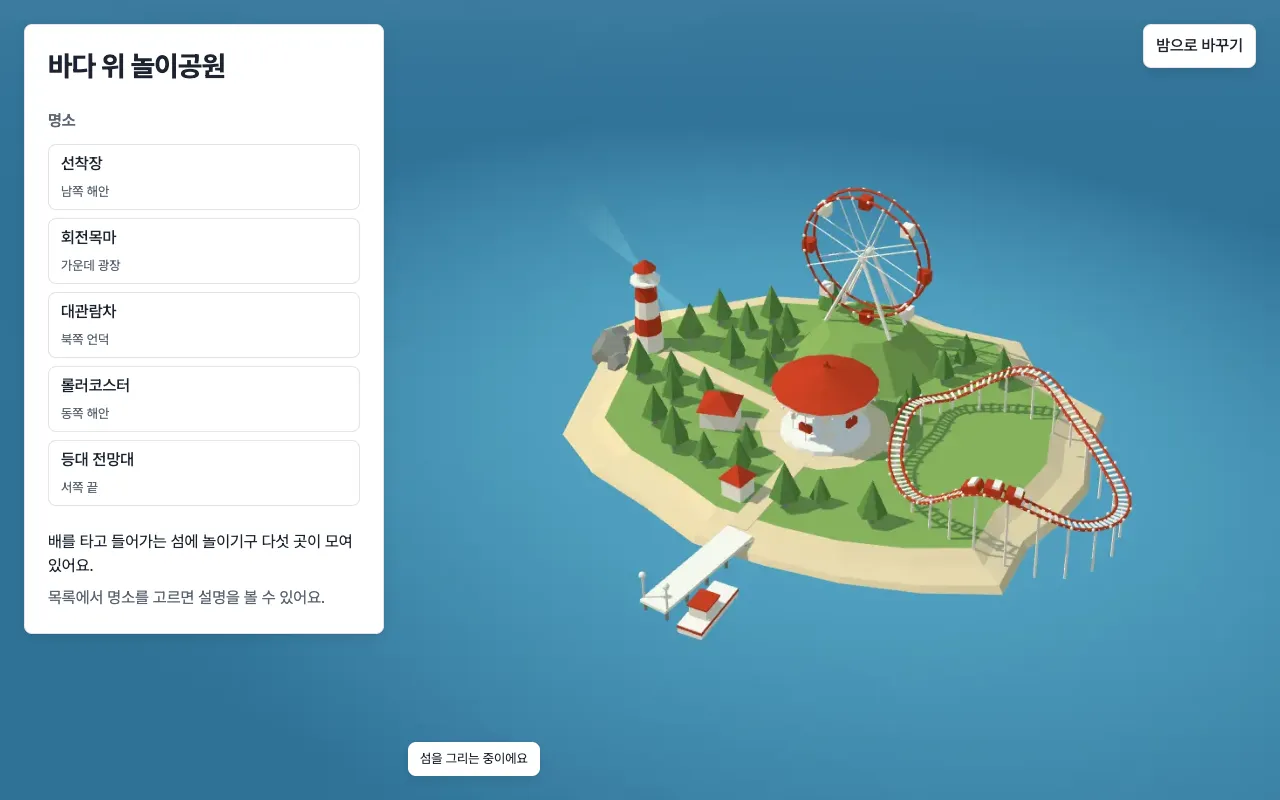 바다 위 놀이공원
명소
선착장
남쪽 해안
회전목마
가운데 광장
대관람차
북쪽 언덕
롤러코스터
동쪽 해안
등대 전망대
서쪽 끝
배를 타고 들어가는 섬에 놀이기구 다섯 곳이 모여
있어요.
목록에서 명소를 고르면 설명을 볼 수 있어요.
밤으로 바꾸기
섬을 그리는 중이에요